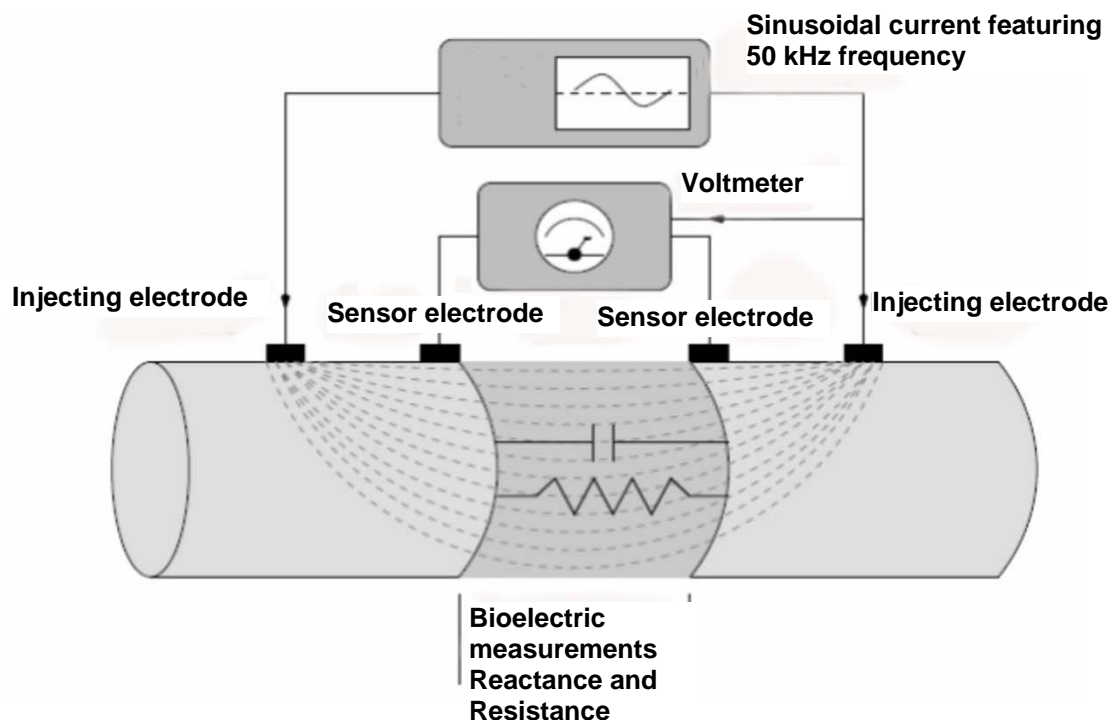 Sinusoidal current featuring
50 kHz frequency
Voltmeter
Injecting electrode
Sensor electrode
Sensor electrode
Injecting electrode
Bioelectric
measurements
Reactance and
Resistance